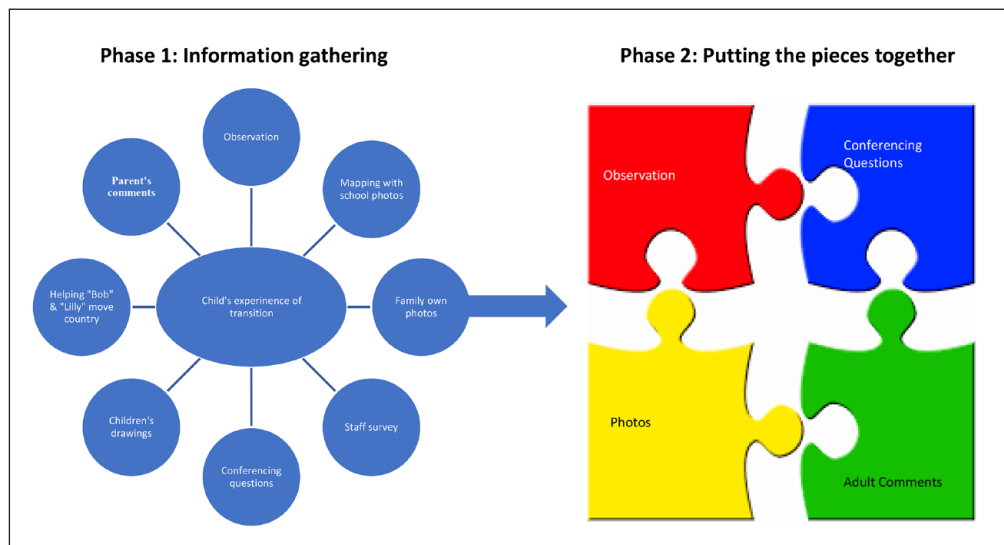 Phase 1: Information gathering
Observation
Mapping with
school photos
Family own
photos
Staff survey
Conferencing
questions
Children's
drawings
Helping "Bob"
& "Lilly" move
country
Parent's
comments
Child's experinence of
transition
Phase 2: Putting the pieces together
Observation
Conferencing
Questions
Photos
Adult Comments